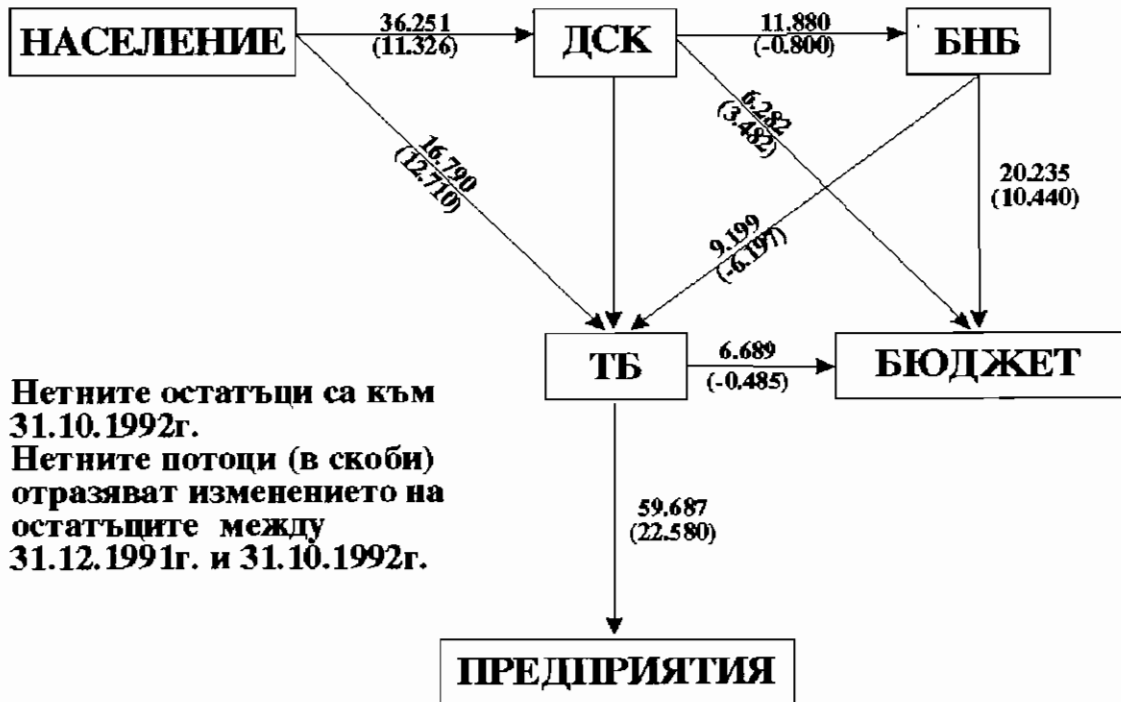 НАСЕЛЕНИЕ
36.251
(11.326)
ДСК
11.880
(-0.800)
БНБ
16.790
(12.710)
6.282
(3.482)
9.199
(-6.197)
20.235
(10.440)
ТБ
6.689
(-0.485)
БЮДЖЕТ
Нетните остатъци са към
31.10.1992г.
Нетните потоци (в скоби)
отразяват изменението на
остатъците между
31.12.1991г. и 31.10.1992г.
59.687
(22.580)
ПРЕДПРИЯТИЯ